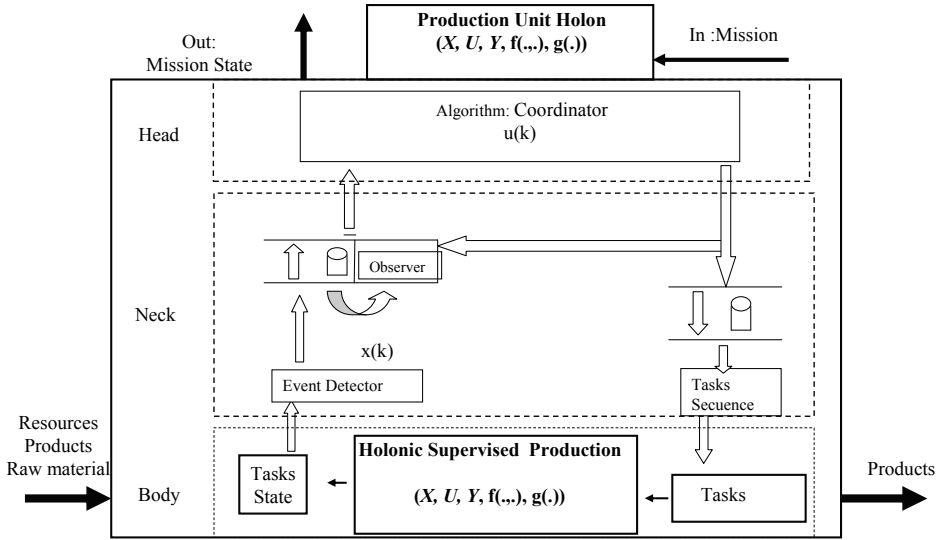 Production Unit Holon
(X, U, Y, f(.,.), g(.))
Out:
Mission State
In :Mission
Head
Algorithm: Coordinator
u(k)
Observer
Neck
x(k)
Event Detector
Tasks
Secuence
Resources
Products
Raw material
Holonic Supervised Production
(X, U, Y, f(.,.), g(.))
Tasks
State
Tasks
Body
Products